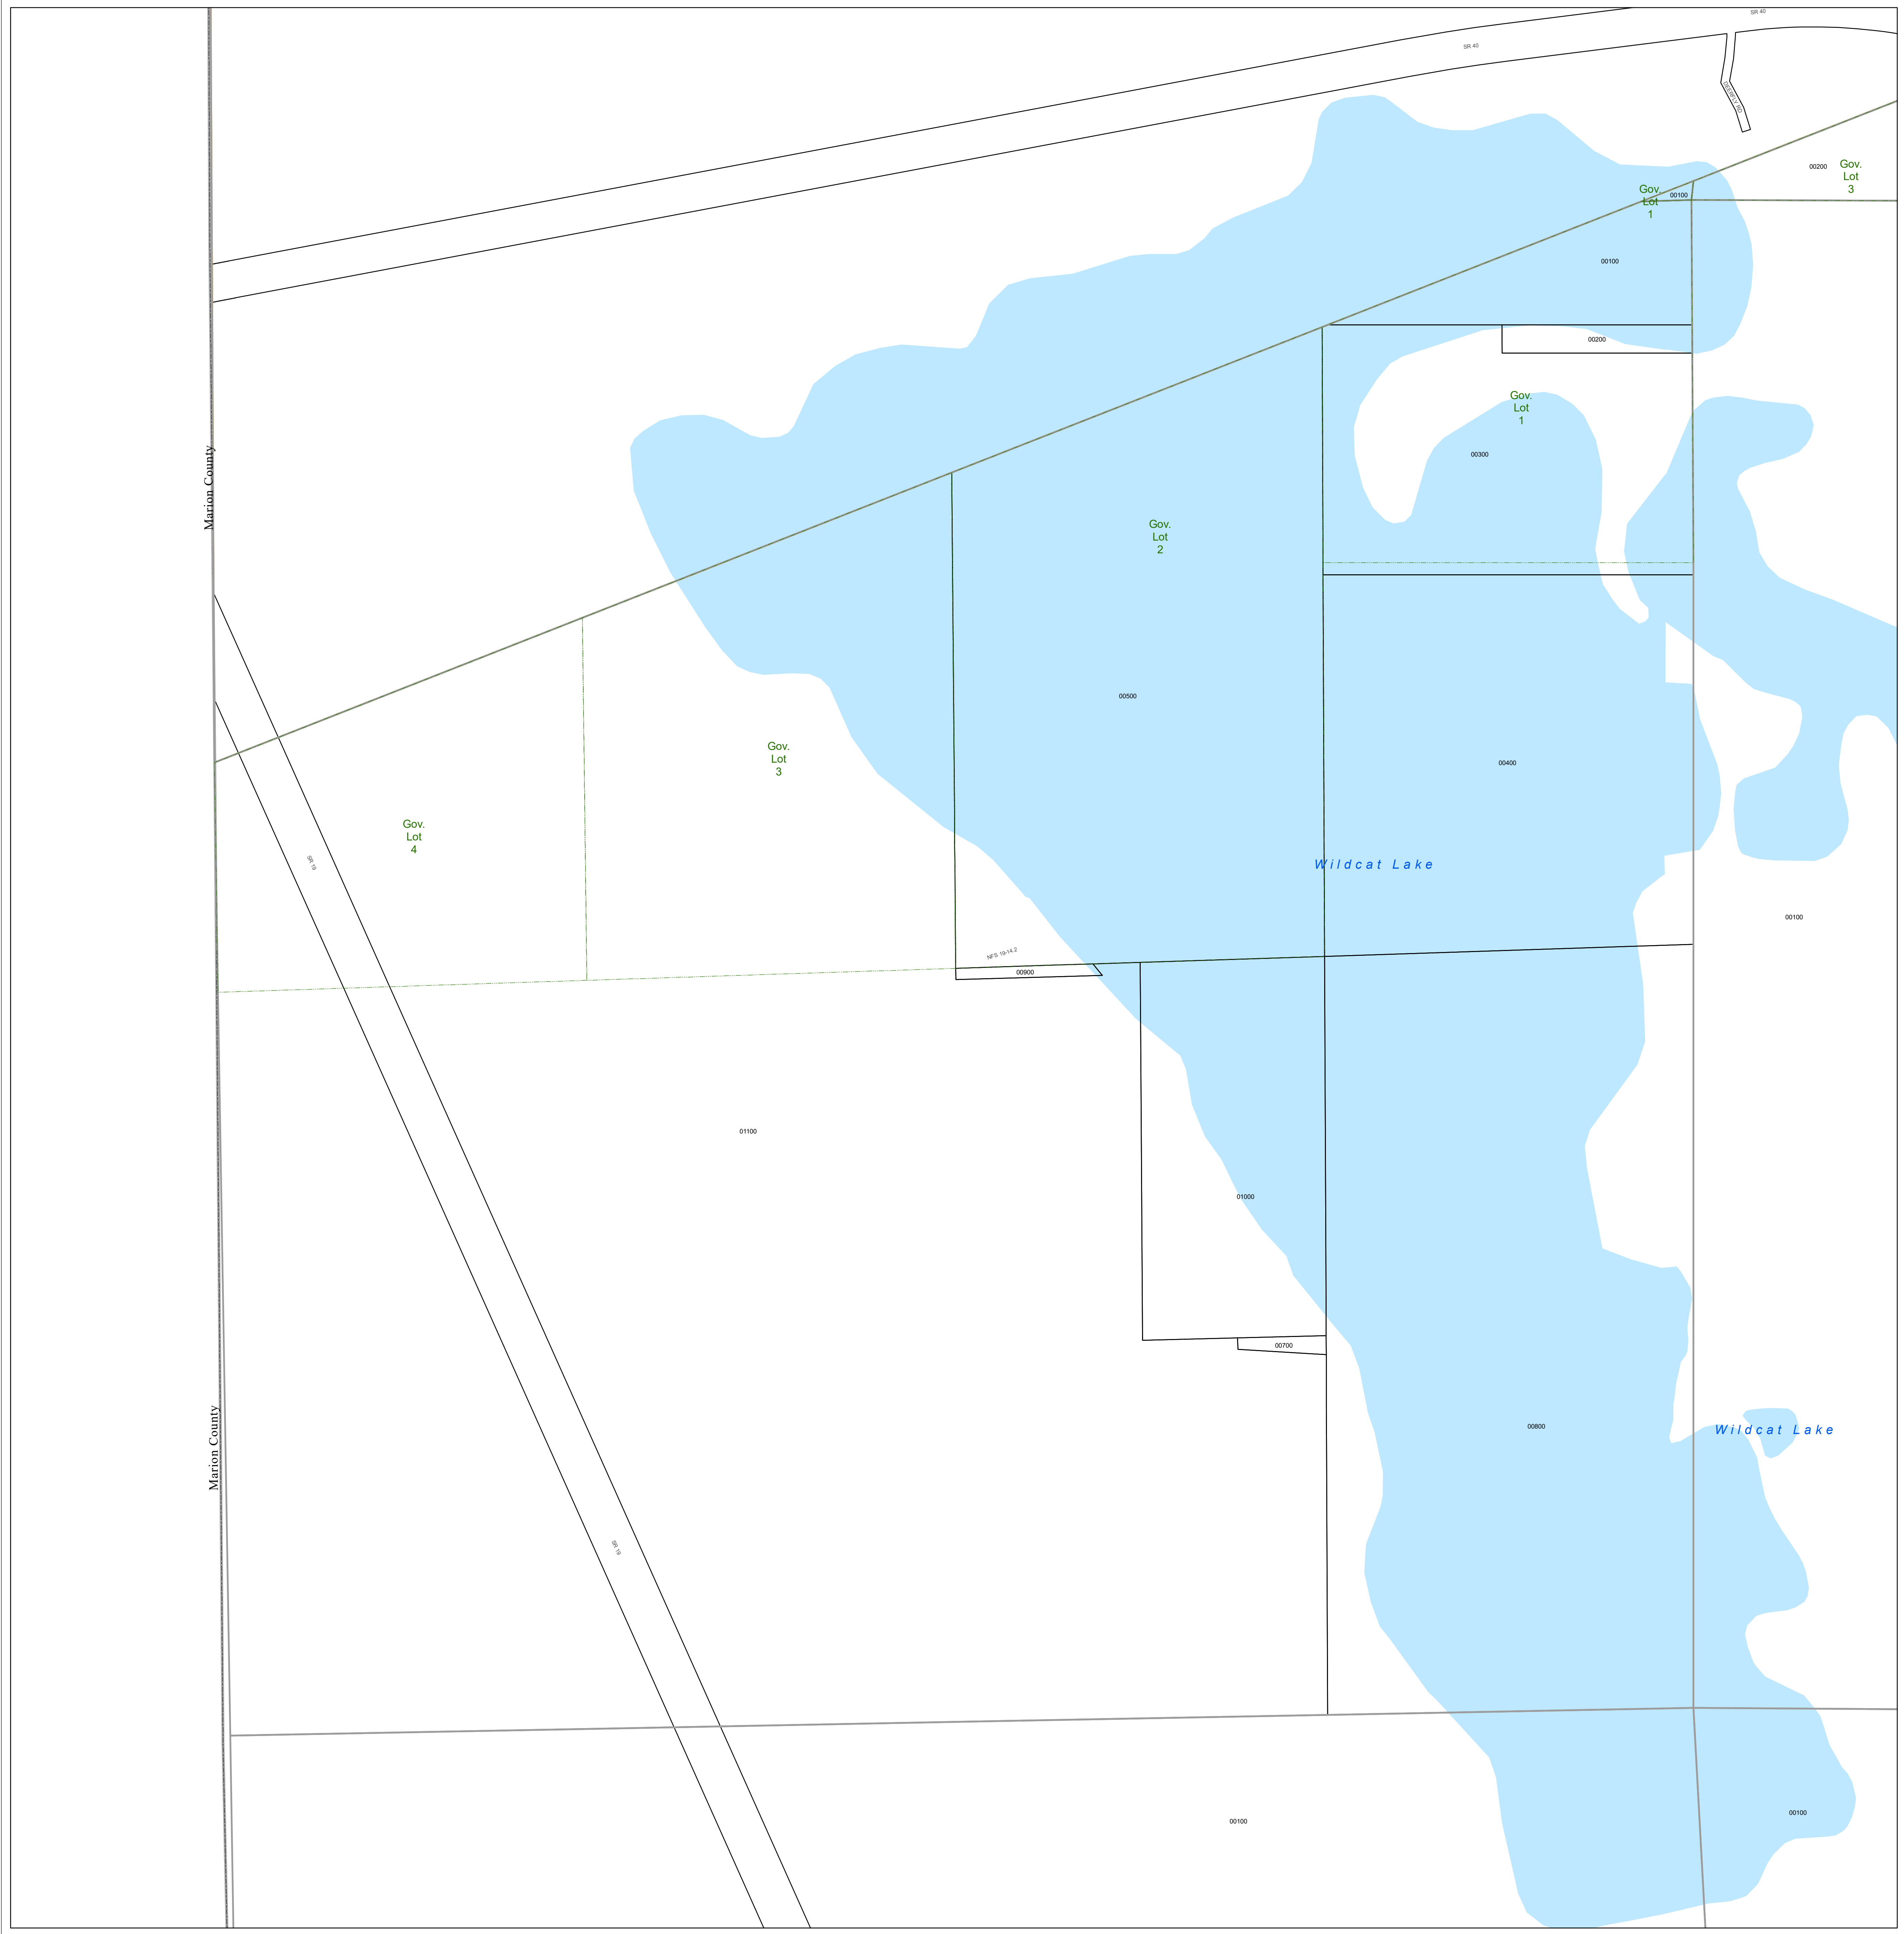 SR 40
SR 40
DEERFLY RD
00200
Gov.
Lot
3
Gov.
Lot
1
00100
00100
00200
Gov.
Lot
1
00300
Marion County
Gov.
Lot
2
00500
Gov.
Lot
3
00400
Gov.
Lot
4
SR 19
Wildcat Lake
00100
NFS 19-14.2
00900
01100
01000
00700
00800
Wildcat Lake
Marion County
SR 19
00100
00100